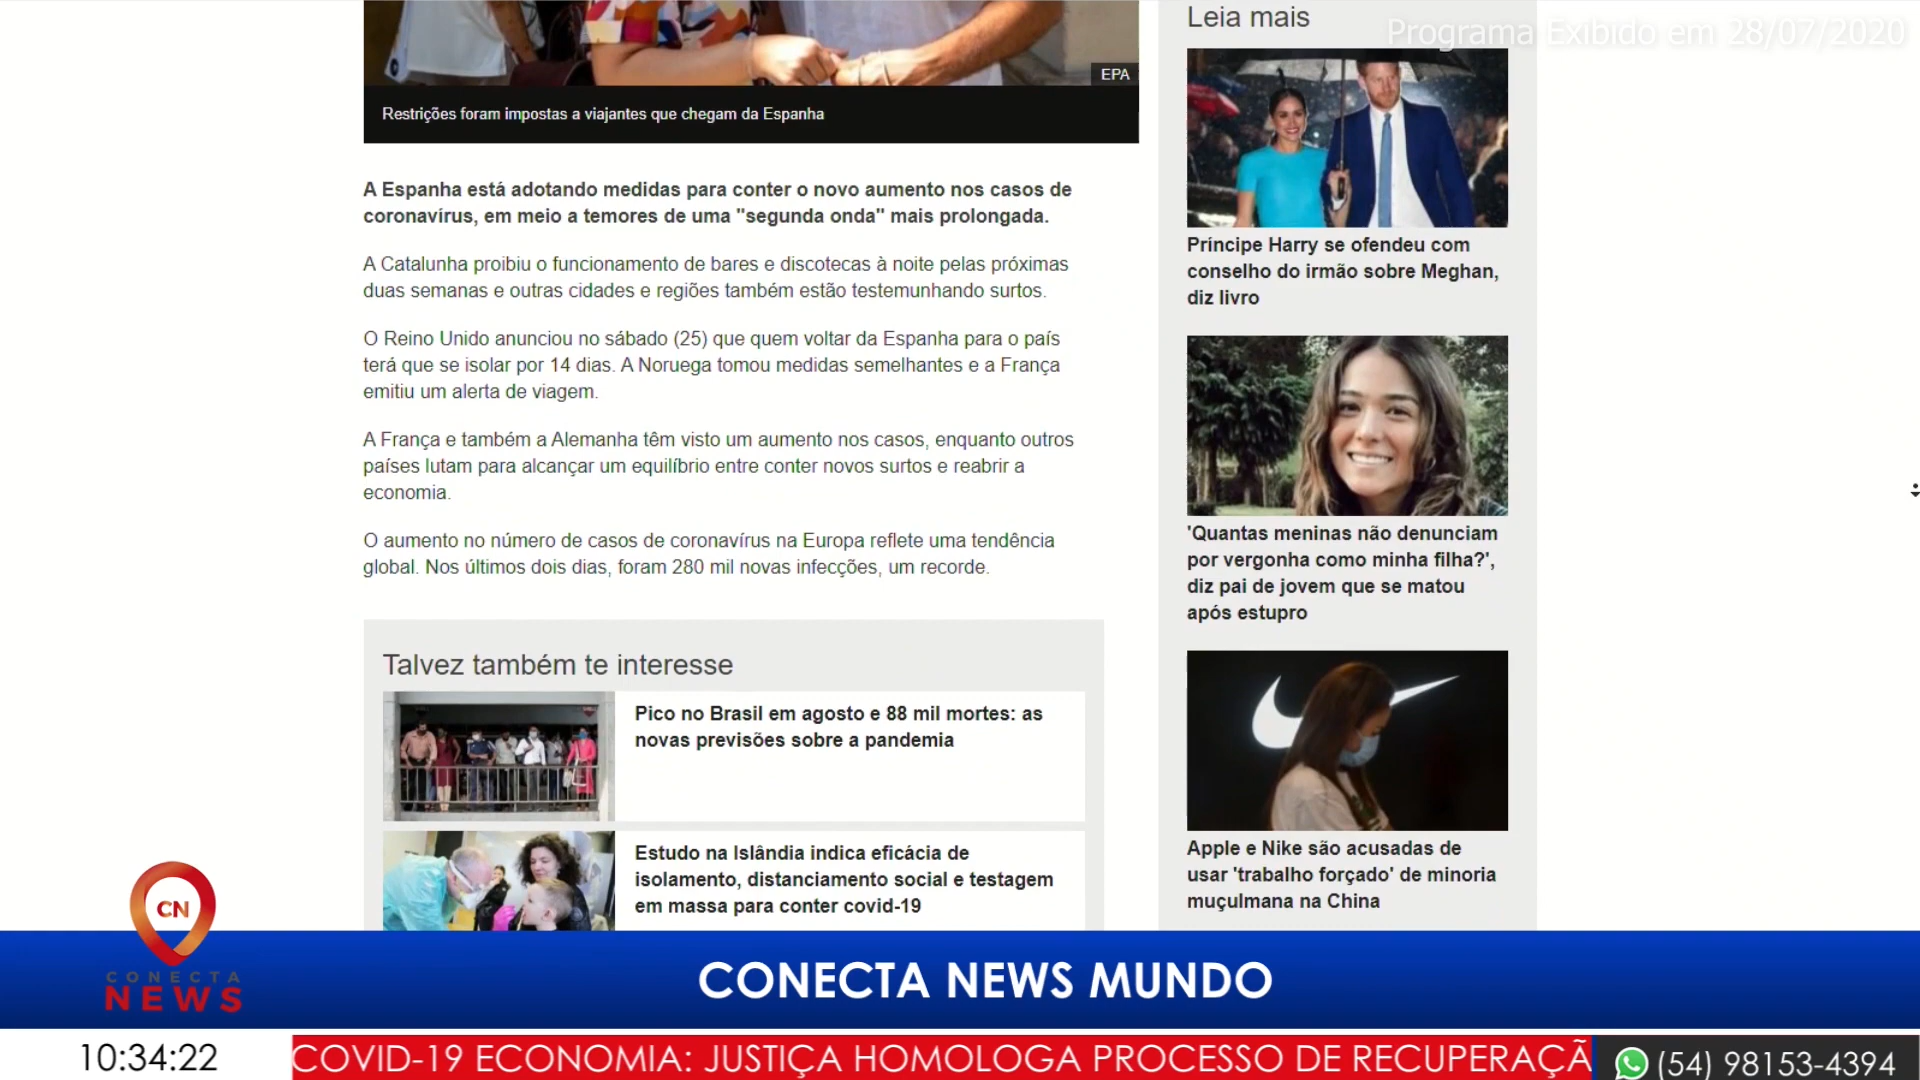 Leia mais
Programa Exibido em 28/07/2020
EPA
Restrições foram impostas a viajantes que chegam da Espanha
A Espanha está adotando medidas para conter o novo aumento nos casos de
coronavírus, em meio a temores de uma "segunda onda" mais prolongada.
A Catalunha proibiu o funcionamento de bares e discotecas à noite pelas próximas
duas semanas e outras cidades e regiões também estão testemunhando surtos.
O Reino Unido anunciou no sábado (25) que quem voltar da Espanha para o país
terá que se isolar por 14 dias. A Noruega tomou medidas semelhantes e a França
emitiu um alerta de viagem.
A França e também a Alemanha têm visto um aumento nos casos, enquanto outros
países lutam para alcançar um equilíbrio entre conter novos surtos e reabrir a
economia.
O aumento no número de casos de coronavírus na Europa reflete uma tendência
global. Nos últimos dois dias, foram 280 mil novas infecções, um recorde.
Talvez também te interesse
Pico no Brasil em agosto e 88 mil mortes: as
novas previsões sobre a pandemia
Estudo na Islândia indica eficácia de
isolamento, distanciamento social e testagem
em massa para conter covid-19
Príncipe Harry se ofendeu com
conselho do irmão sobre Meghan,
diz livro
'Quantas meninas não denunciam
por vergonha como minha filha?',
diz pai de jovem que se matou
após estupro
Apple e Nike são acusadas de
usar 'trabalho forçado' de minoria
muçulmana na China
CN
CONECTA
NEWS
CONECTA NEWS MUNDO
10:34:22
COVID-19 ECONOMIA: JUSTIÇA HOMOLOGA PROCESSO DE RECUPERAÇÃ
(54) 98153-4394